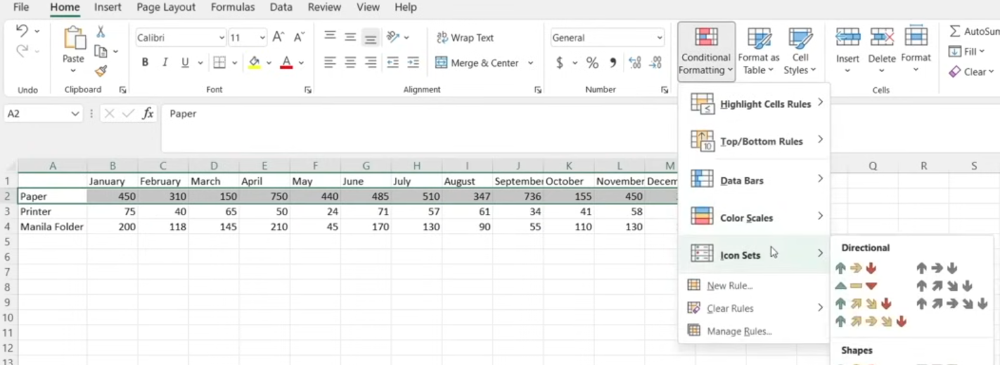 File Home Insert Page Layout Formulas Data Review View Help
Calibri 11 Wrap Text General
Paste Merge & Center Conditional Formatting Format as Table Cell Styles Insert Delete Format AutoSum Fill Clear
B I U A $ % 9
Undo Clipboard Font Alignment Number Cells
A2 fx Paper
A B C D E F G H I J K L M Q R S
1 January February March April May June July August September October November Decem
2 Paper 450 310 150 750 440 485 510 347 736 155 450
3 Printer 75 40 65 50 24 71 57 61 34 41 58
4 Manila Folder 200 118 145 210 45 170 130 90 55 110 130
5
6
7
8
9
10
11
12
13
Highlight Cells Rules
Top/Bottom Rules
10
Data Bars
Color Scales
Icon Sets
New Rule...
Clear Rules
Manage Rules...
Directional
Shapes